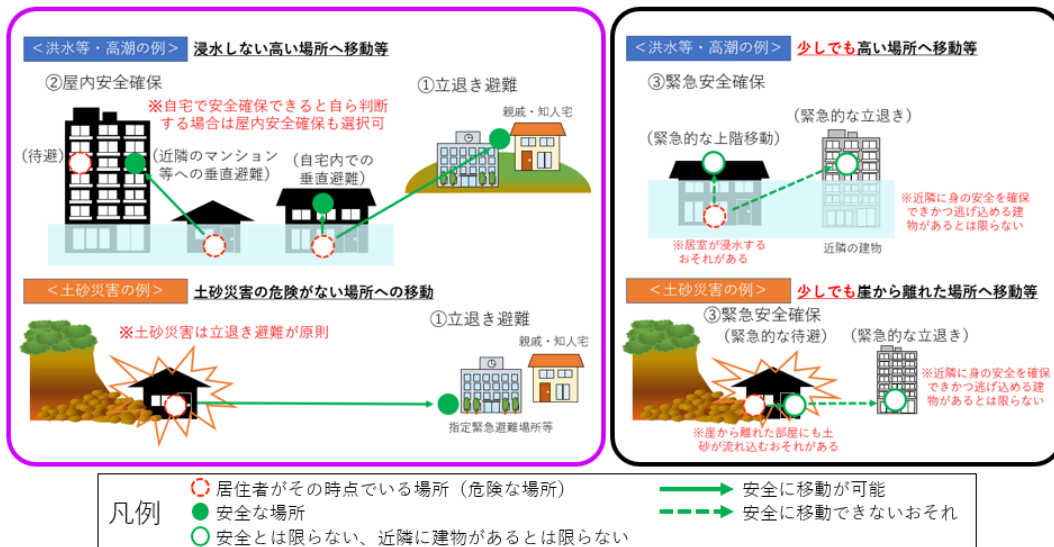 <洪水等・高潮の例>
浸水しない高い場所へ移動等
②屋内安全確保
※自宅で安全確保できると自ら判断
する場合は屋内安全確保も選択可
①立退き避難
親戚・知人宅
(待避)
(近隣のマンション
等への垂直避難)
(自宅内での
垂直避難)
<土砂災害の例>
土砂災害の危険がない場所への移動
※土砂災害は立退き避難が原則
①立退き避難
親戚・知人宅
指定緊急避難場所等
<洪水等・高潮の例>
少しでも高い場所へ移動等
③緊急安全確保
(緊急的な上階移動)
(緊急的な立退き)
※近隣に身の安全を確保
できかつ逃げ込める建
物があるとは限らない
※居室が浸水する
おそれがある
近隣の建物
<土砂災害の例>
少しでも崖から離れた場所へ移動等
③緊急安全確保
(緊急的な待避)
(緊急的な立退き)
※近隣に身の安全を確保
できかつ逃げ込める建
物があるとは限らない
※崖から離れた部屋にも土
砂が流れ込むおそれがある
凡例
居住者がその時点でいる場所(危険な場所)
安全な場所
安全とは限らない、近隣に建物があるとは限らない
安全に移動が可能
安全に移動できないおそれ